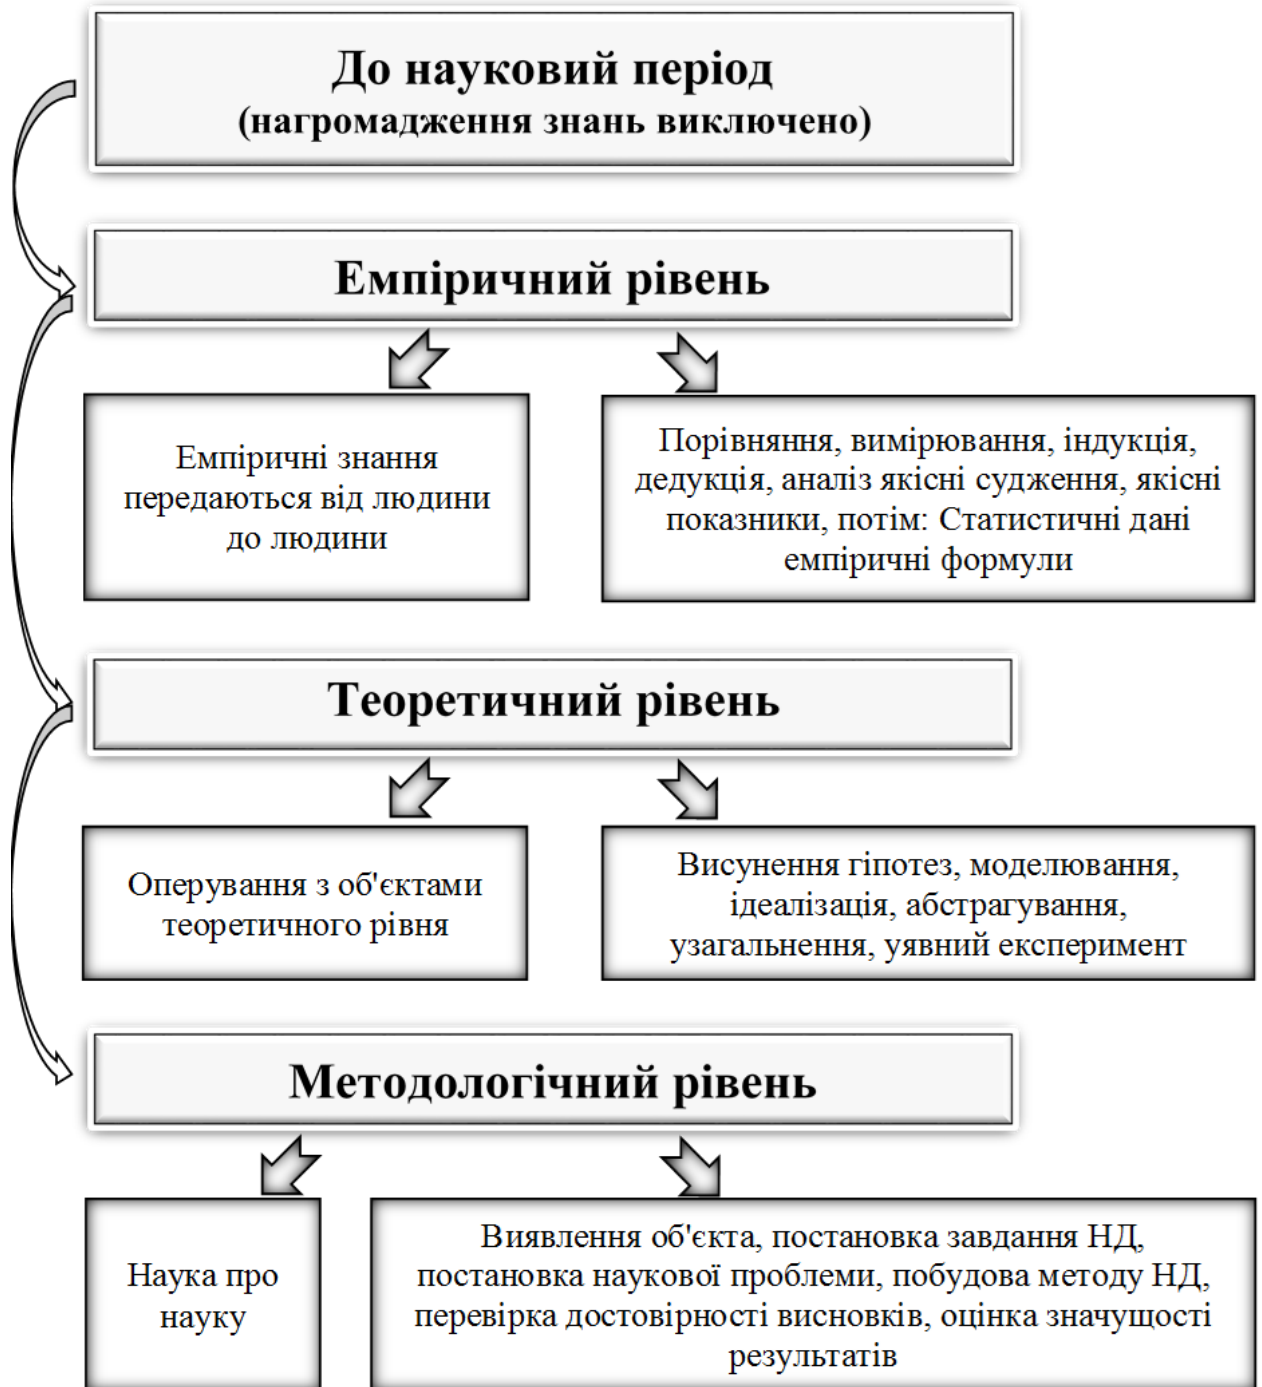 До науковий період
(нагромадження знань виключено)
Емпіричний рівень
Емпіричні знання
передаються від людини
до людини
Порівняння, вимірювання, індукція,
дедукція, аналіз якісні судження, якісні
показники, потім: Статистичні дані
емпіричні формули
Теоретичний рівень
Оперування з об'єктами
теоретичного рівня
Висунення гіпотез, моделювання,
ідеалізація, абстрагування,
узагальнення, уявний експеримент
Методологічний рівень
Наука про
науку
Виявлення об'єкта, постановка завдання НД,
постановка наукової проблеми, побудова методу НД,
перевірка достовірності висновків, оцінка значущості
результатів